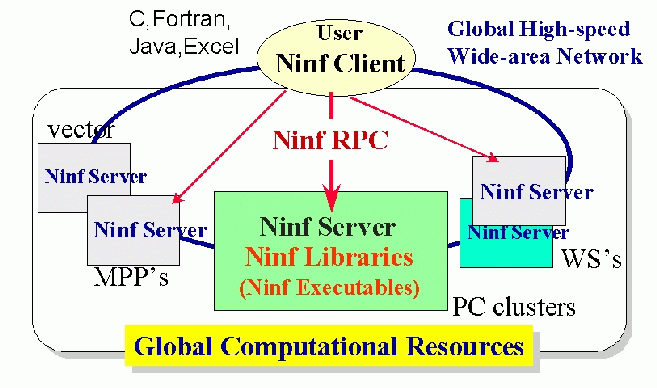 C,Fortran,
Java,Excel
User
Ninf Client
Global High-speed
Wide-area Network
vector
Ninf RPC
Ninf Server
Ninf Server
MPP's
Ninf Server
Ninf Libraries
(Ninf Executables)
Ninf Server
Ninf Server
WS's
PC clusters
Global Computational Resources